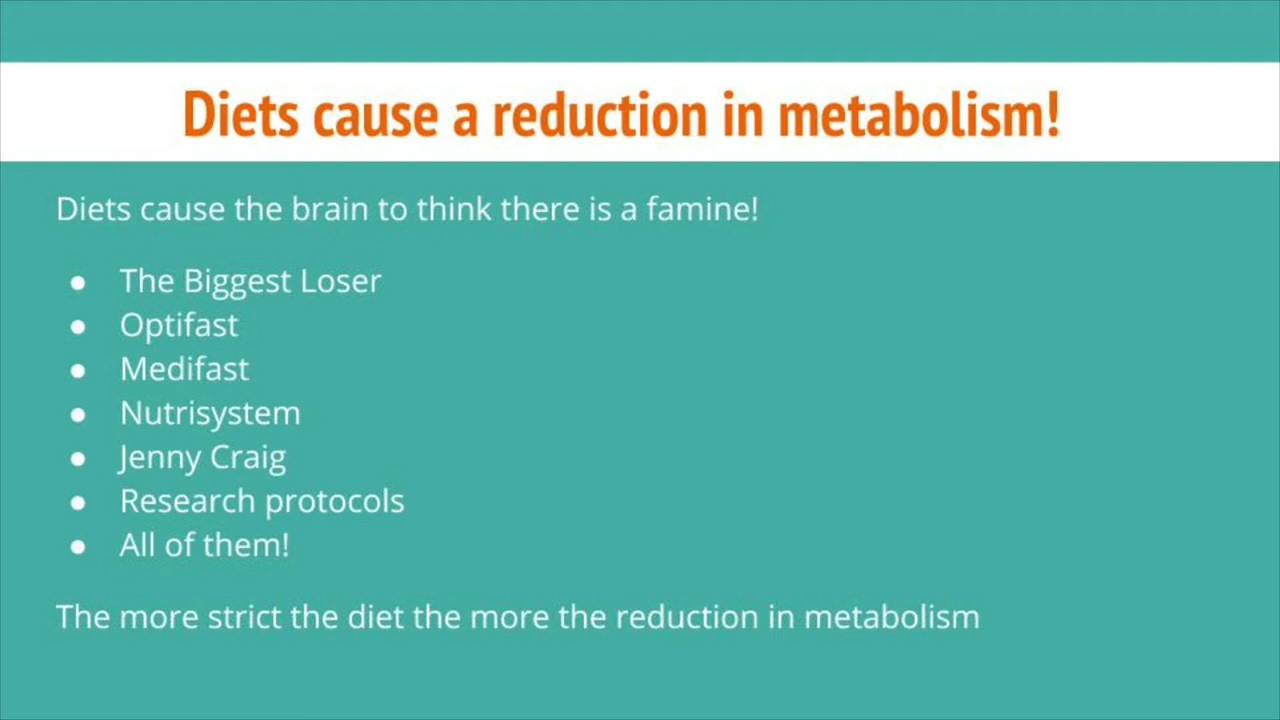 Diets cause a reduction in metabolism!
Diets cause the brain to think there is a famine!
● The Biggest Loser
● Optifast
● Medifast
● Nutrisystem
● Jenny Craig
● Research protocols
● All of them!
The more strict the diet the more the reduction in metabolism